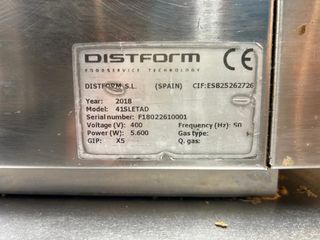 DISTFORM
FOODSERVICE TECHNOLOGY
CE
DISTFORM S.L. (SPAIN) CIF:ESB25262726
Year: 2018
Model: 41SLETAD
Serial number: F18022610001
Voltage (V): 400 Frequency (Hz): 50
Power (W): 5.600 Gas type:
GIP: X5 Q. gas: